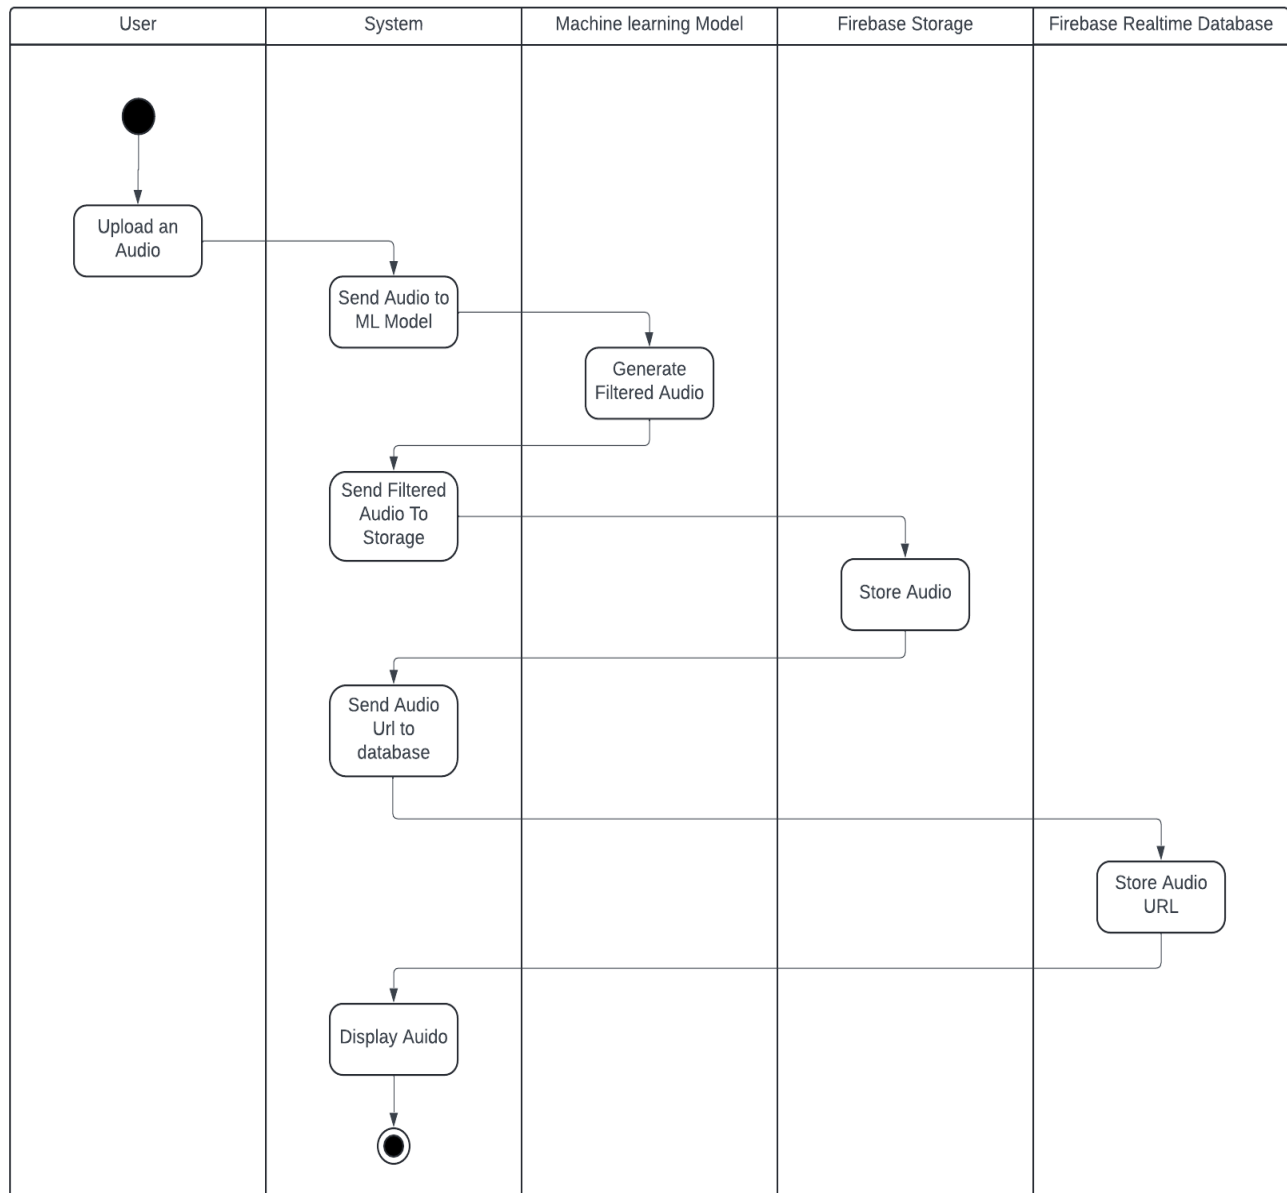 User
System
Machine learning Model
Firebase Storage
Firebase Realtime Database
Upload an
Audio
Send Audio to
ML Model
Generate
Filtered Audio
Send Filtered
Audio To
Storage
Store Audio
Send Audio
Url to
database
Store Audio
URL
Display Auido